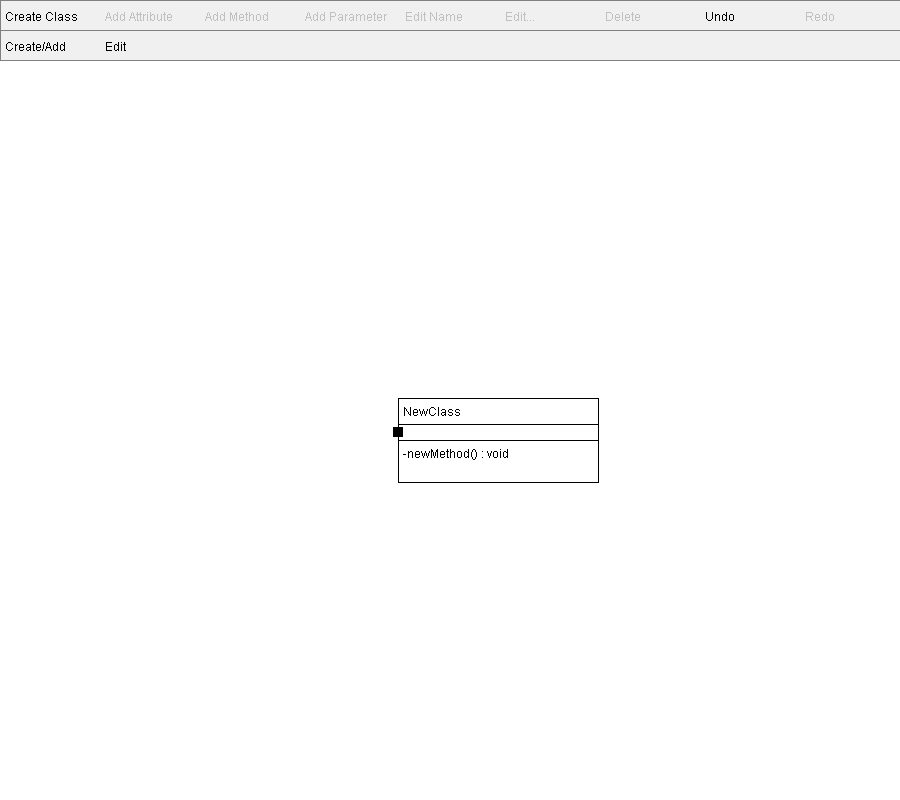 Create Class Add Attribute Add Method Add Parameter Edit Name Edit... Delete Undo Redo
Create/Add Edit
NewClass
-newMethod() : void